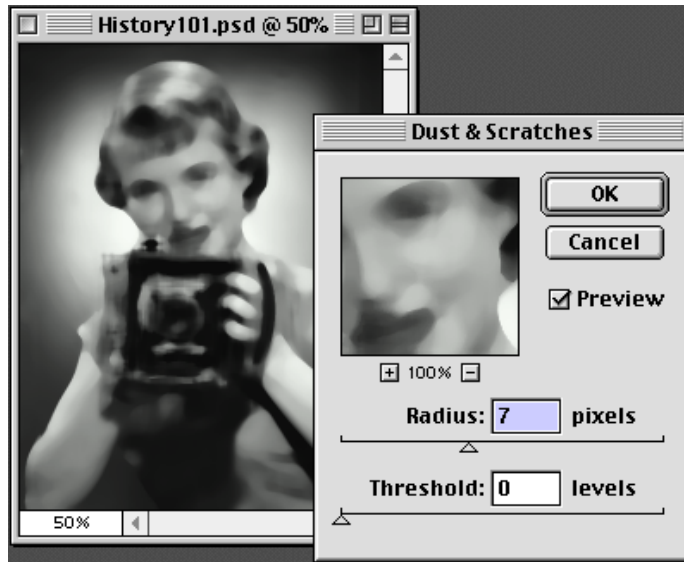 History101.psd @ 50%
Dust & Scratches
OK
Cancel
Preview
100%
Radius: 7 pixels
Threshold: 0 levels
50%